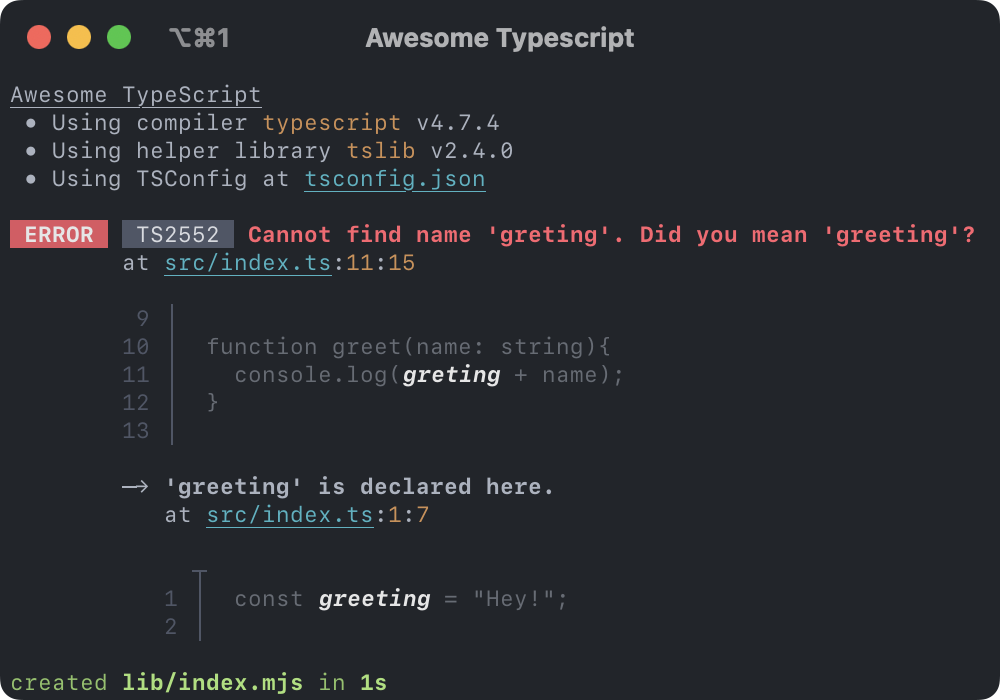 ⌥⌘1 Awesome Typescript
Awesome TypeScript
• Using compiler typescript v4.7.4
• Using helper library tslib v2.4.0
• Using TSConfig at tsconfig.json
ERROR TS2552 Cannot find name 'greting'. Did you mean 'greeting'?
at src/index.ts:11:15
9
10 function greet(name: string){
11 console.log(greting + name);
12 }
13
—> 'greeting' is declared here.
at src/index.ts:1:7
1 const greeting = "Hey!";
2
created lib/index.mjs in 1s